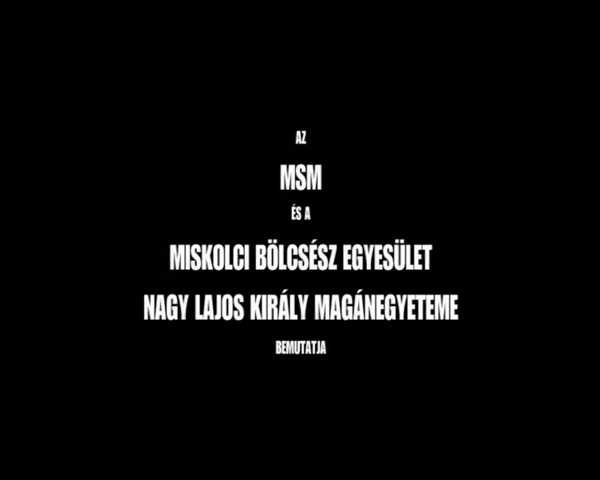 AZ
MSM
ÉS A
MISKOLCI BÖLCSÉSZ EGYESÜLET
NAGY LAJOS KIRÁLY MAGÁNEGYETEME
BEMUTATJA